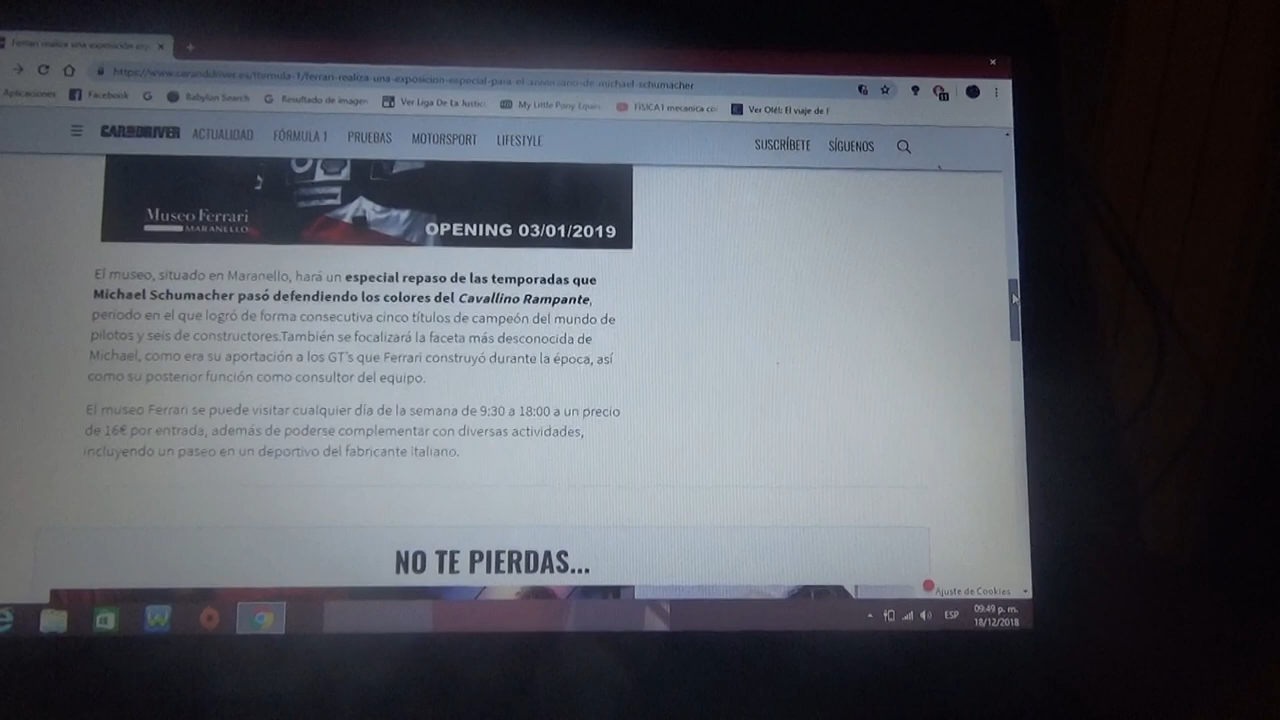 Ferrari realiza una exposición esp
https://www.caranddriver.es/formula-1/ferrari-realiza-una-exposicion-especial-para-el-aniversario-de-michael-schumacher
Aplicaciones Facebook Babylon Search Resultado de imagen Ver Liga De La Justic My Little Pony Equis TISICAT mecanica ce Ver Olé!: El viaje de F
CAR AND DRIVER ACTUALIDAD FÓRMULA 1 PRUEBAS MOTORSPORT LIFESTYLE SUSCRÍBETE SÍGUENOS
Museo Ferrari
MARANELLO
OPENING 03/01/2019
El museo, situado en Maranello, hará un especial repaso de las temporadas que
Michael Schumacher pasó defendiendo los colores del Cavallino Rampante,
periodo en el que logró de forma consecutiva cinco títulos de campeón del mundo de
pilotos y seis de constructores.También se focalizará la faceta más desconocida de
Michael, como era su aportación a los GT's que Ferrari construyó durante la época, así
como su posterior función como consultor del equipo.
El museo Ferrari se puede visitar cualquier día de la semana de 9:30 a 18:00 a un precio
de 16€ por entrada, además de poderse complementar con diversas actividades,
incluyendo un paseo en un deportivo del fabricante italiano.
NO TE PIERDAS...
Ajuste de Cookies
ESP
09:49 p. m.
18/12/2018